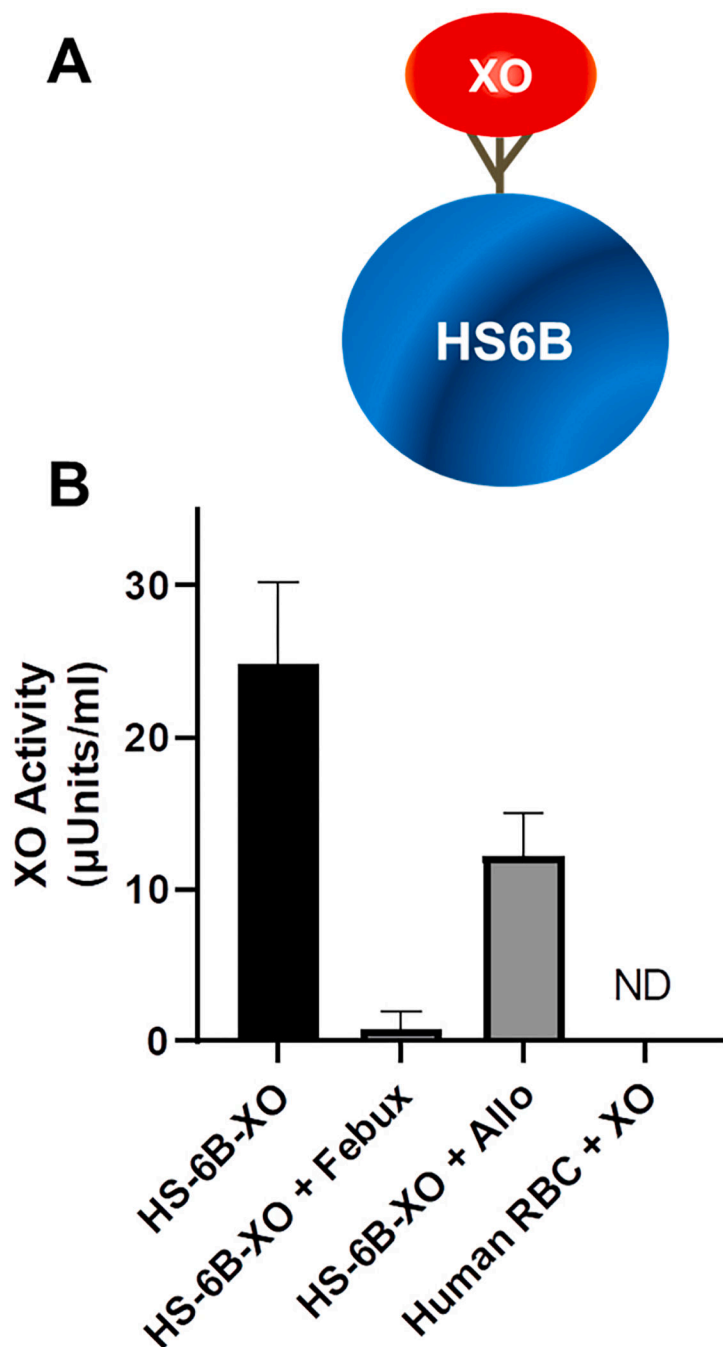 A
XO
HS6B
B
XO Activity
(µUnits/ml)
30
20
10
0
ND
HS-6B-XO
HS-6B-XO + Febux
HS-6B-XO + Allo
Human RBC + XO